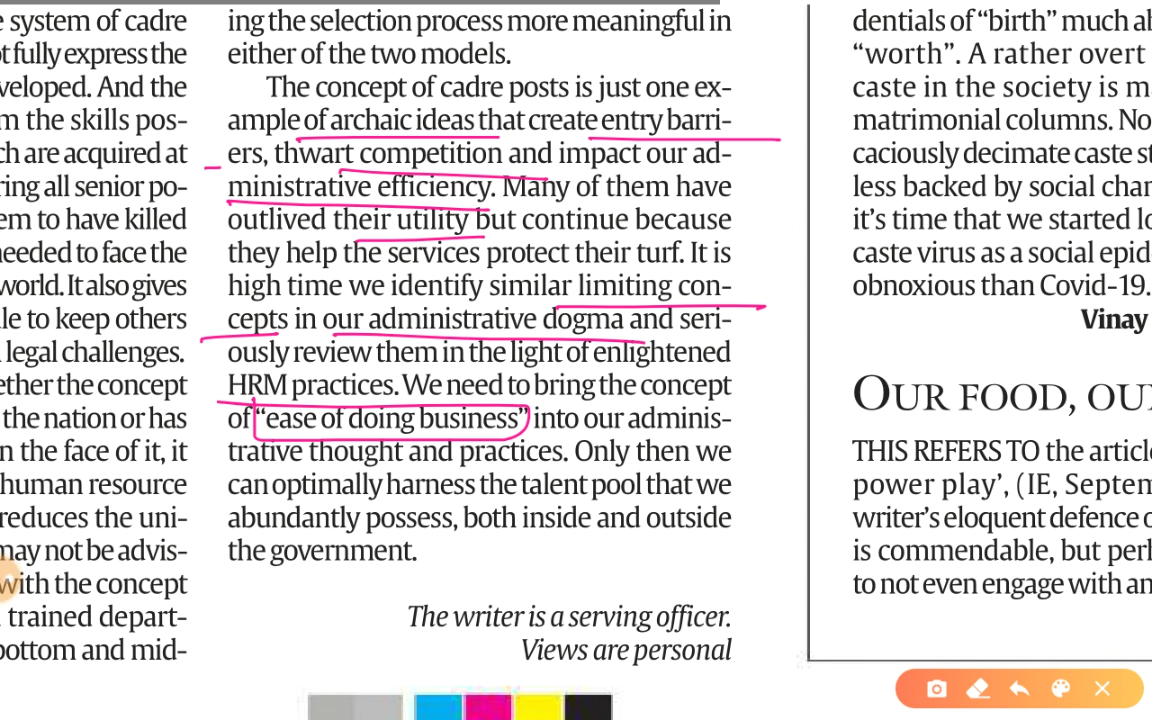 e system of cadre
t fully express the
veloped. And the
m the skills pos-
ch are acquired at
ring all senior po-
em to have killed
needed to face the
world. It also gives
le to keep others
legal challenges.
ether the concept
the nation or has
n the face of it, it
human resource
reduces the uni-
may not be advis-
with the concept
trained depart-
bottom and mid-
ing the selection process more meaningful in
either of the two models.
The concept of cadre posts is just one ex-
ample of archaic ideas that create entry barri-
ers, thwart competition and impact our ad-
ministrative efficiency. Many of them have
outlived their utility but continue because
they help the services protect their turf. It is
high time we identify similar limiting con-
cepts in our administrative dogma and seri-
ously review them in the light of enlightened
HRM practices. We need to bring the concept
of “ease of doing business” into our adminis-
trative thought and practices. Only then we
can optimally harness the talent pool that we
abundantly possess, both inside and outside
the government.
The writer is a serving officer.
Views are personal
dentials of “birth” much ab
“worth”. A rather overt
caste in the society is m
matrimonial columns. No
caciously decimate caste st
less backed by social char
it’s time that we started lo
caste virus as a social epid
obnoxious than Covid-19.
Vinay
OUR FOOD, OU
THIS REFERS TO the article
power play’, (IE, Septem
writer’s eloquent defence o
is commendable, but perh
to not even engage with an